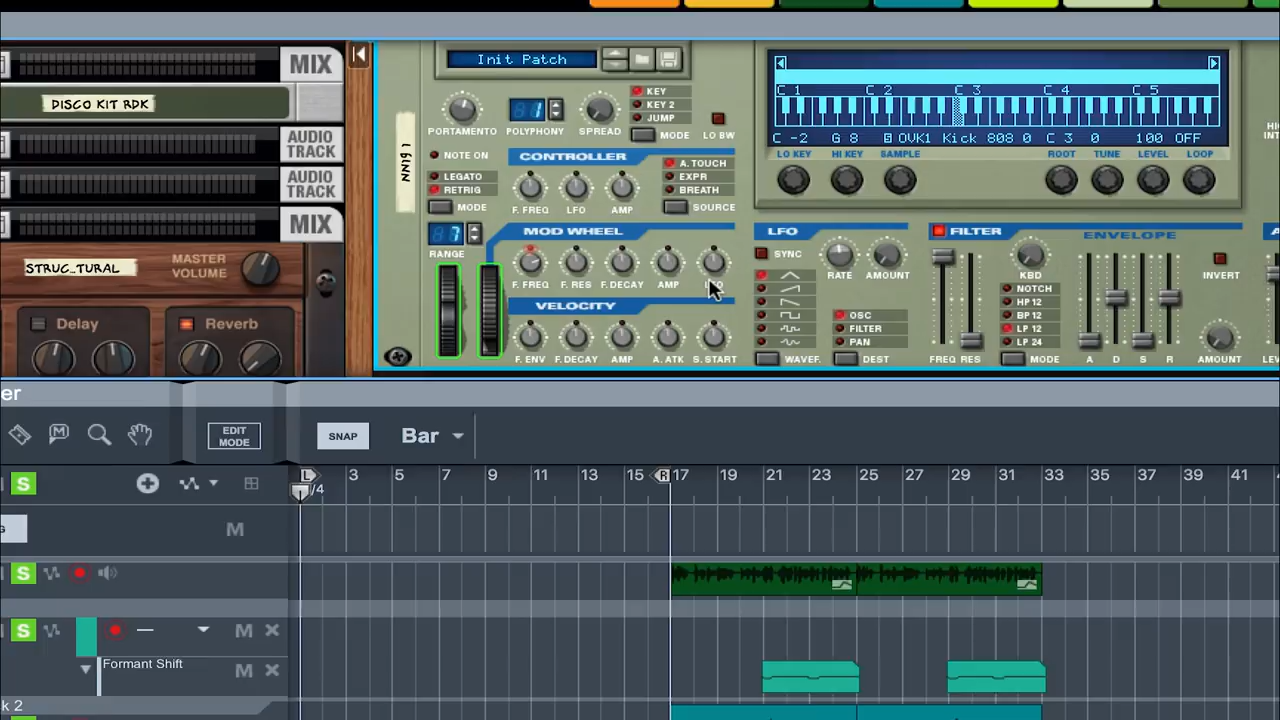 MIX
DISCO KIT RDK
AUDIO
TRACK
AUDIO
TRACK
MIX
STRUC_TURAL
MASTER
VOLUME
Delay
Reverb
Init Patch
PORTAMENTO
1
POLYPHONY
SPREAD
KEY
KEY 2
JUMP
MODE
LO BW
NOTE ON
LEGATO
RETRIG
MODE
CONTROLLER
F. FREQ
LFO
AMP
A. TOUCH
EXPR
BREATH
SOURCE
7
RANGE
MOD WHEEL
F. FREQ
F. RES
F. DECAY
AMP
VELOCITY
F. ENV
F. DECAY
AMP
A. ATK
S. START
C 1 C 2 C 3 C 4 C 5
C -2 G 8 B OVK1 Kick 808 0 C 3 0 100 OFF
LO KEY HI KEY SAMPLE ROOT TUNE LEVEL LOOP
LFO
SYNC
RATE
AMOUNT
OSC
FILTER
PAN
WAVEF.
DEST
FILTER
ENVELOPE
KBD
INVERT
NOTCH
HP 12
BP 12
LP 12
LP 24
FREQ RES
MODE
A D S R
AMOUNT
er
EDIT
MODE
SNAP
Bar
S
L
R
/4
3 5 7 9 11 13 15 17 19 21 23 25 27 29 31 33 35 37 39 41
M
S
S
M
Formant Shift
M
k 2